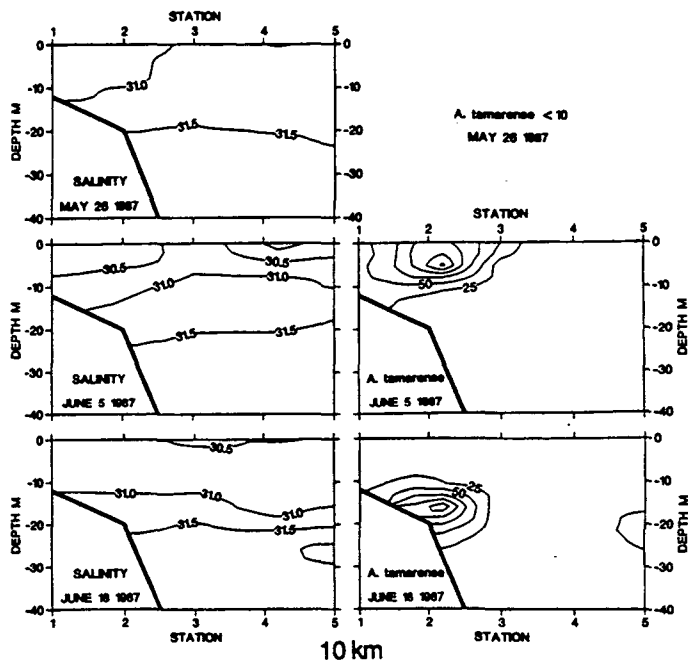 STATION
1 2 3 4 5
0 0
-10 -10
-20 -20
-30 -30
-40 -40
DEPTH M
DEPTH M
31.0
31.5 31.5
SALINITY
MAY 26 1987
A. tamarense < 10
MAY 26 1987
STATION
1 2 3 4 5
0 0
-10 -10
-20 -20
-30 -30
-40 -40
DEPTH M
DEPTH M
30.5 30.5
31.0 31.0
31.5 31.5
SALINITY
JUNE 5 1987
50 25
A. tamarense
JUNE 5 1987
0 0
-10 -10
-20 -20
-30 -30
-40 -40
DEPTH M
DEPTH M
30.5
31.0 31.0 31.0
31.5 31.5
SALINITY
JUNE 18 1987
50 25
A. tamarense
JUNE 18 1987
1 2 3 4 5
1 2 3 4 5
STATION
STATION
10 km